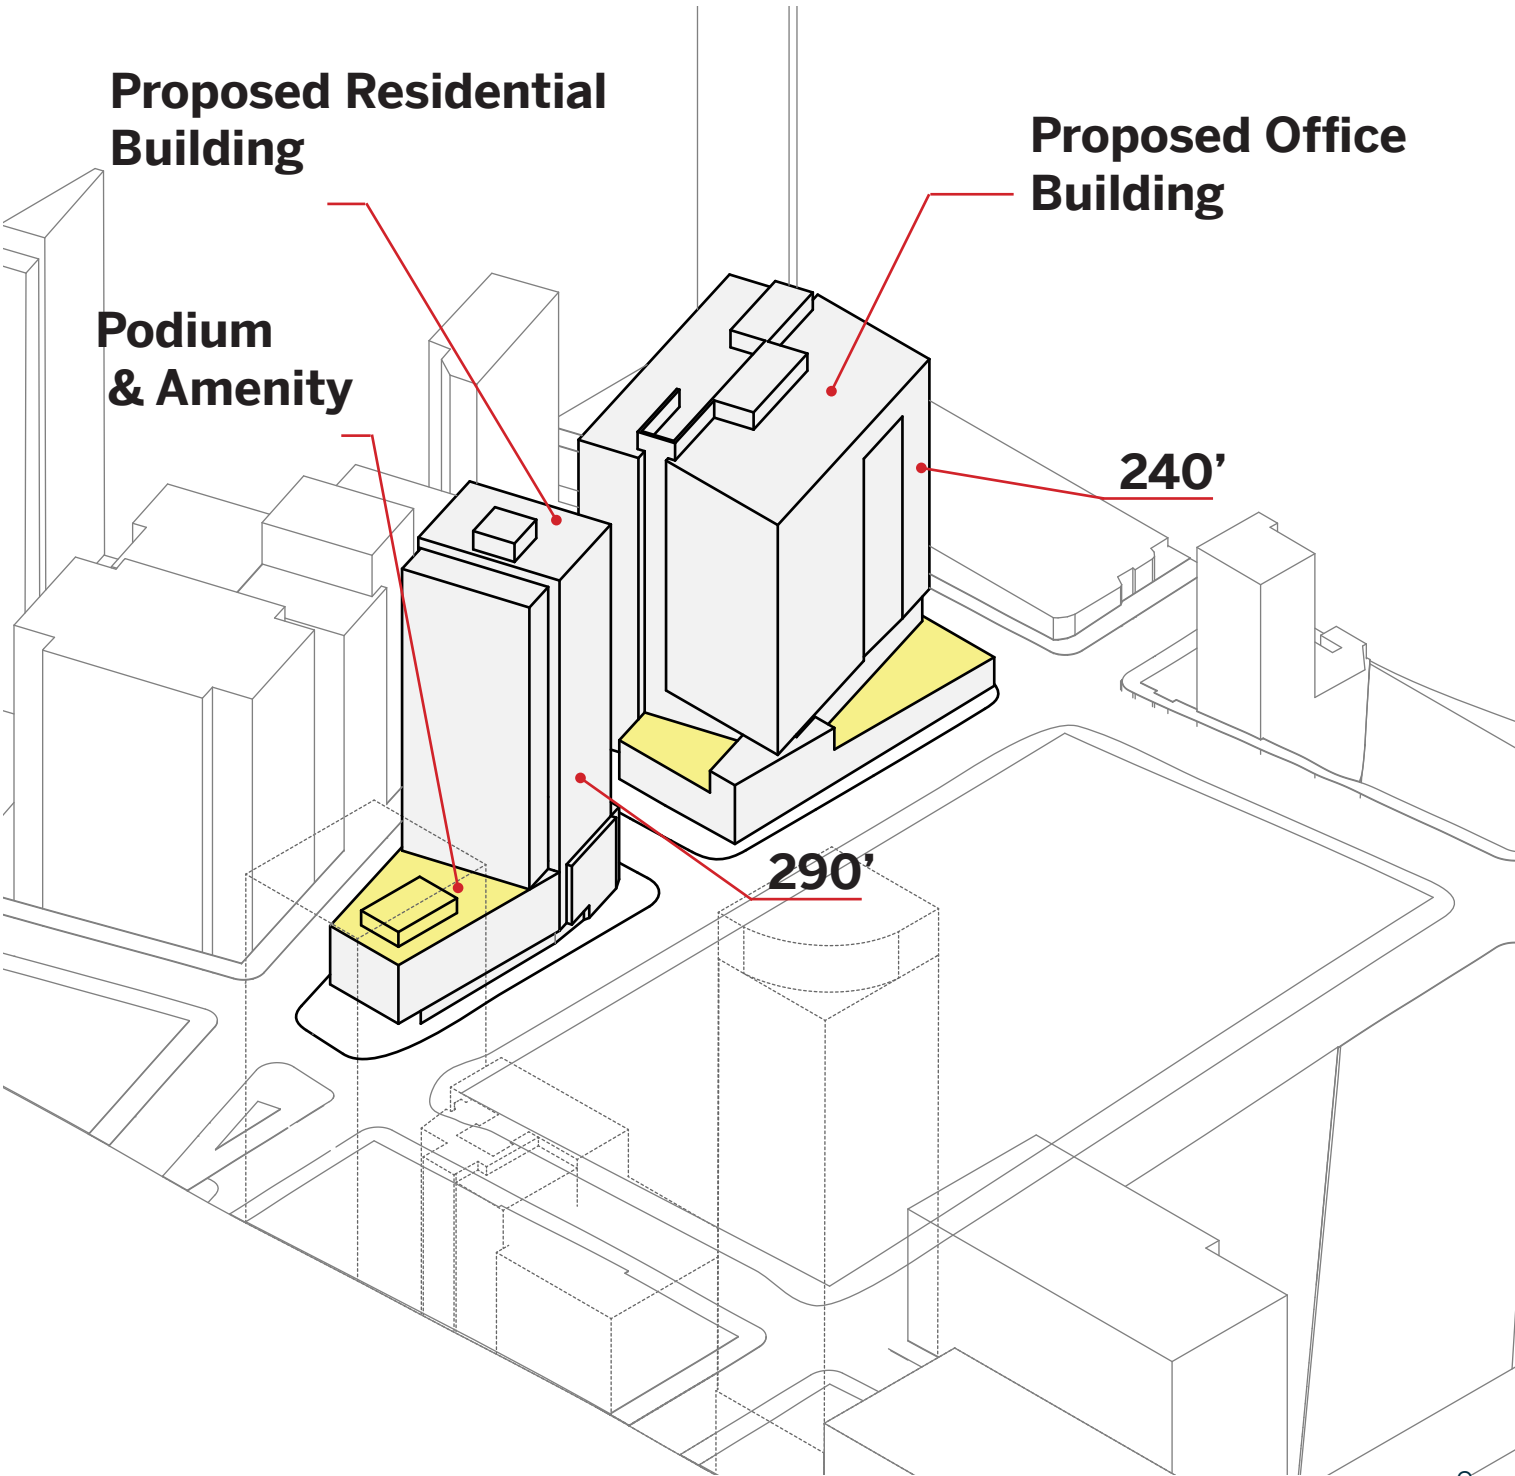 Proposed Residential
Building
Proposed Office
Building
Podium
& Amenity
240’
290’